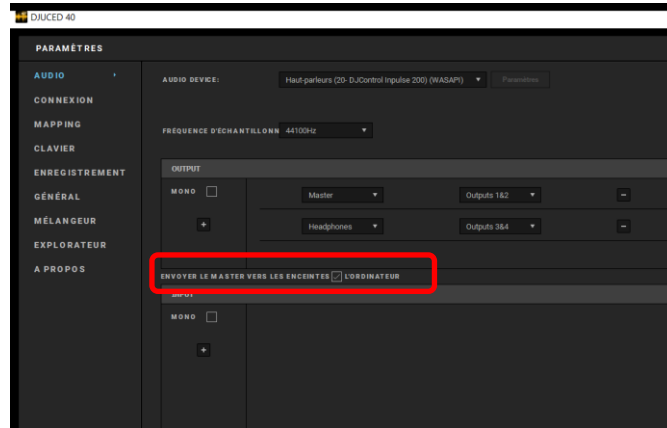 DJUCED 40
PARAMÈTRES
AUDIO
CONNEXION
MAPPING
CLAVIER
ENREGISTREMENT
GÉNÉRAL
MÉLANGEUR
EXPLORATEUR
A PROPOS
AUDIO DEVICE: Haut-parleurs (20- DJControl Inpulse 200) (WASAPI) Paramètres
FRÉQUENCE D'ÉCHANTILLONN 44100Hz
OUTPUT
MONO Master Outputs 1&2 −
+ Headphones Outputs 3&4 −
ENVOYER LE MASTER VERS LES ENCEINTES L'ORDINATEUR
INPUT
MONO
+